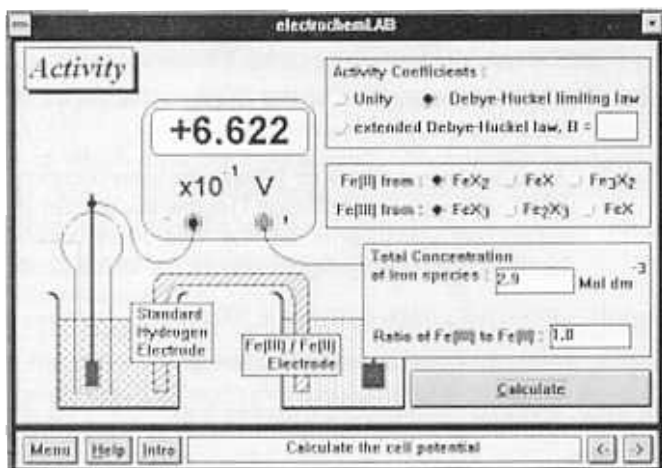 electrochemLAB
Activity
+6.622
x10⁻¹ V
- +
Standard
Hydrogen
Electrode
Fe[III] / Fe[II]
Electrode
Activity Coefficients :
Unity Debye-Huckel limiting law
extended Debye-Huckel law, B =
Fe[II] from : FeX₂ FeX Fe₃X₂
Fe[III] from : FeX₃ Fe₂X₃ FeX
Total Concentration
of Iron species : 2.9 Mol dm⁻³
Ratio of Fe[III] to Fe[II] : 1.0
Calculate
Menu Help Intro Calculate the cell potential <- ->